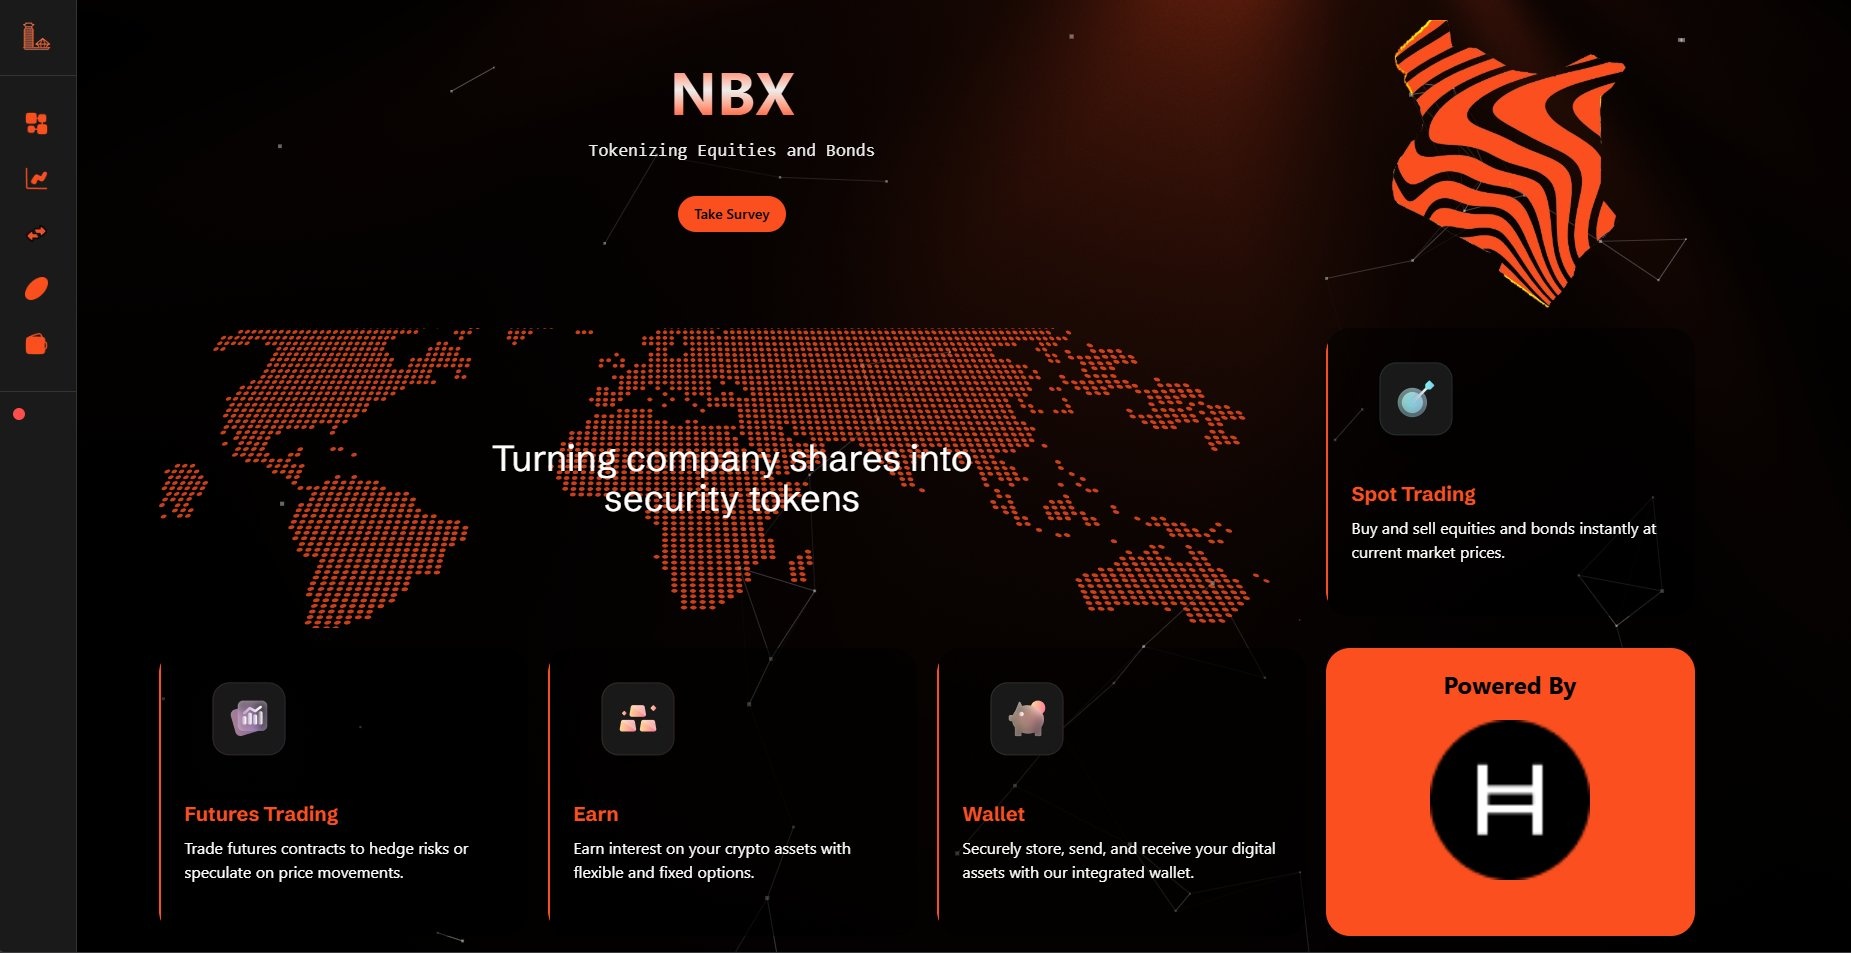 NBX
Tokenizing Equities and Bonds
Take Survey
Turning company shares into
security tokens
Spot Trading
Buy and sell equities and bonds instantly at
current market prices.
Futures Trading
Trade futures contracts to hedge risks or
speculate on price movements.
Earn
Earn interest on your crypto assets with
flexible and fixed options.
Wallet
Securely store, send, and receive your digital
assets with our integrated wallet.
Powered By
H